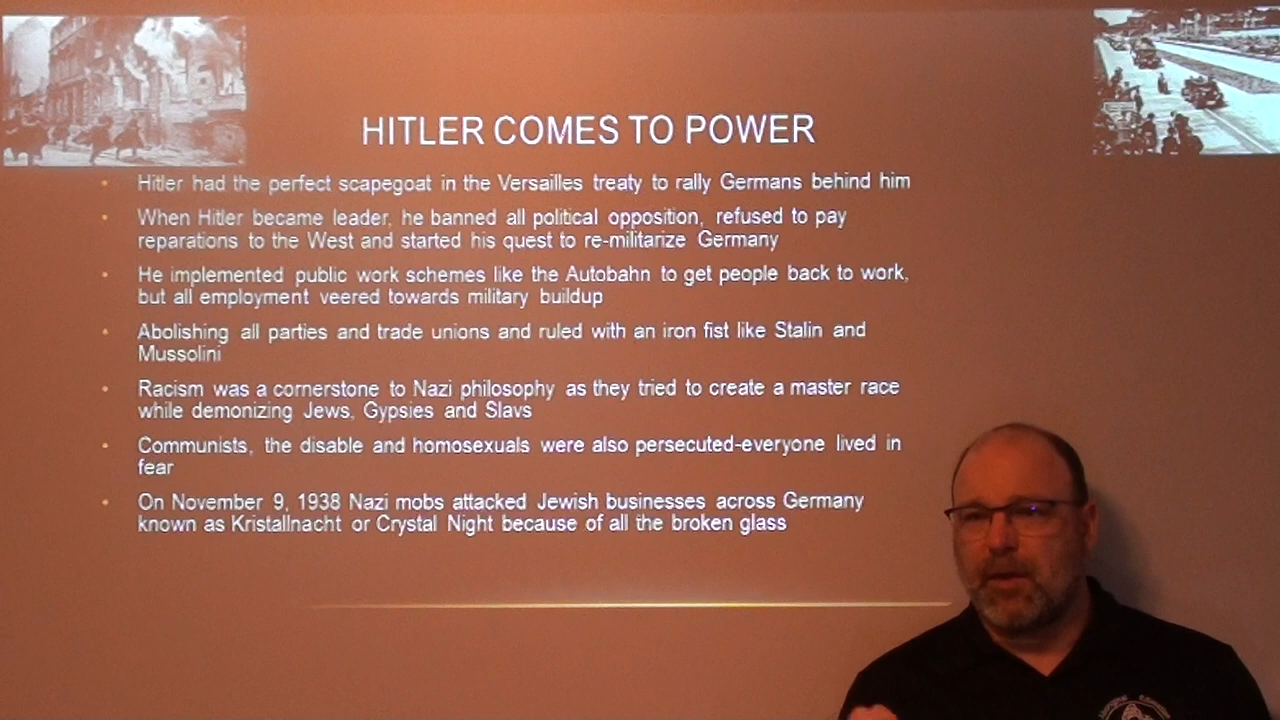 HITLER COMES TO POWER
• Hitler had the perfect scapegoat in the Versailles treaty to rally Germans behind him
• When Hitler became leader, he banned all political opposition, refused to pay
reparations to the West and started his quest to re-militarize Germany
• He implemented public work schemes like the Autobahn to get people back to work,
but all employment veered towards military buildup
• Abolishing all parties and trade unions and ruled with an iron fist like Stalin and
Mussolini
• Racism was a cornerstone to Nazi philosophy as they tried to create a master race
while demonizing Jews, Gypsies and Slavs
• Communists, the disable and homosexuals were also persecuted-everyone lived in
fear
• On November 9, 1938 Nazi mobs attacked Jewish businesses across Germany
known as Kristallnacht or Crystal Night because of all the broken glass